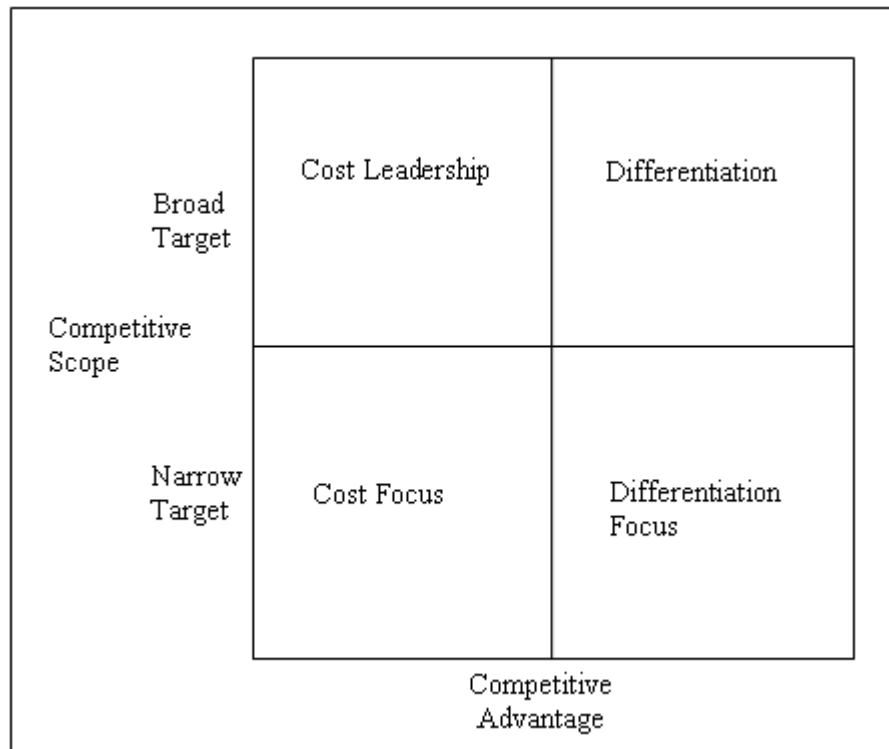 Cost Leadership
Differentiation
Broad
Target
Competitive
Scope
Narrow
Target
Cost Focus
Differentiation
Focus
Competitive
Advantage